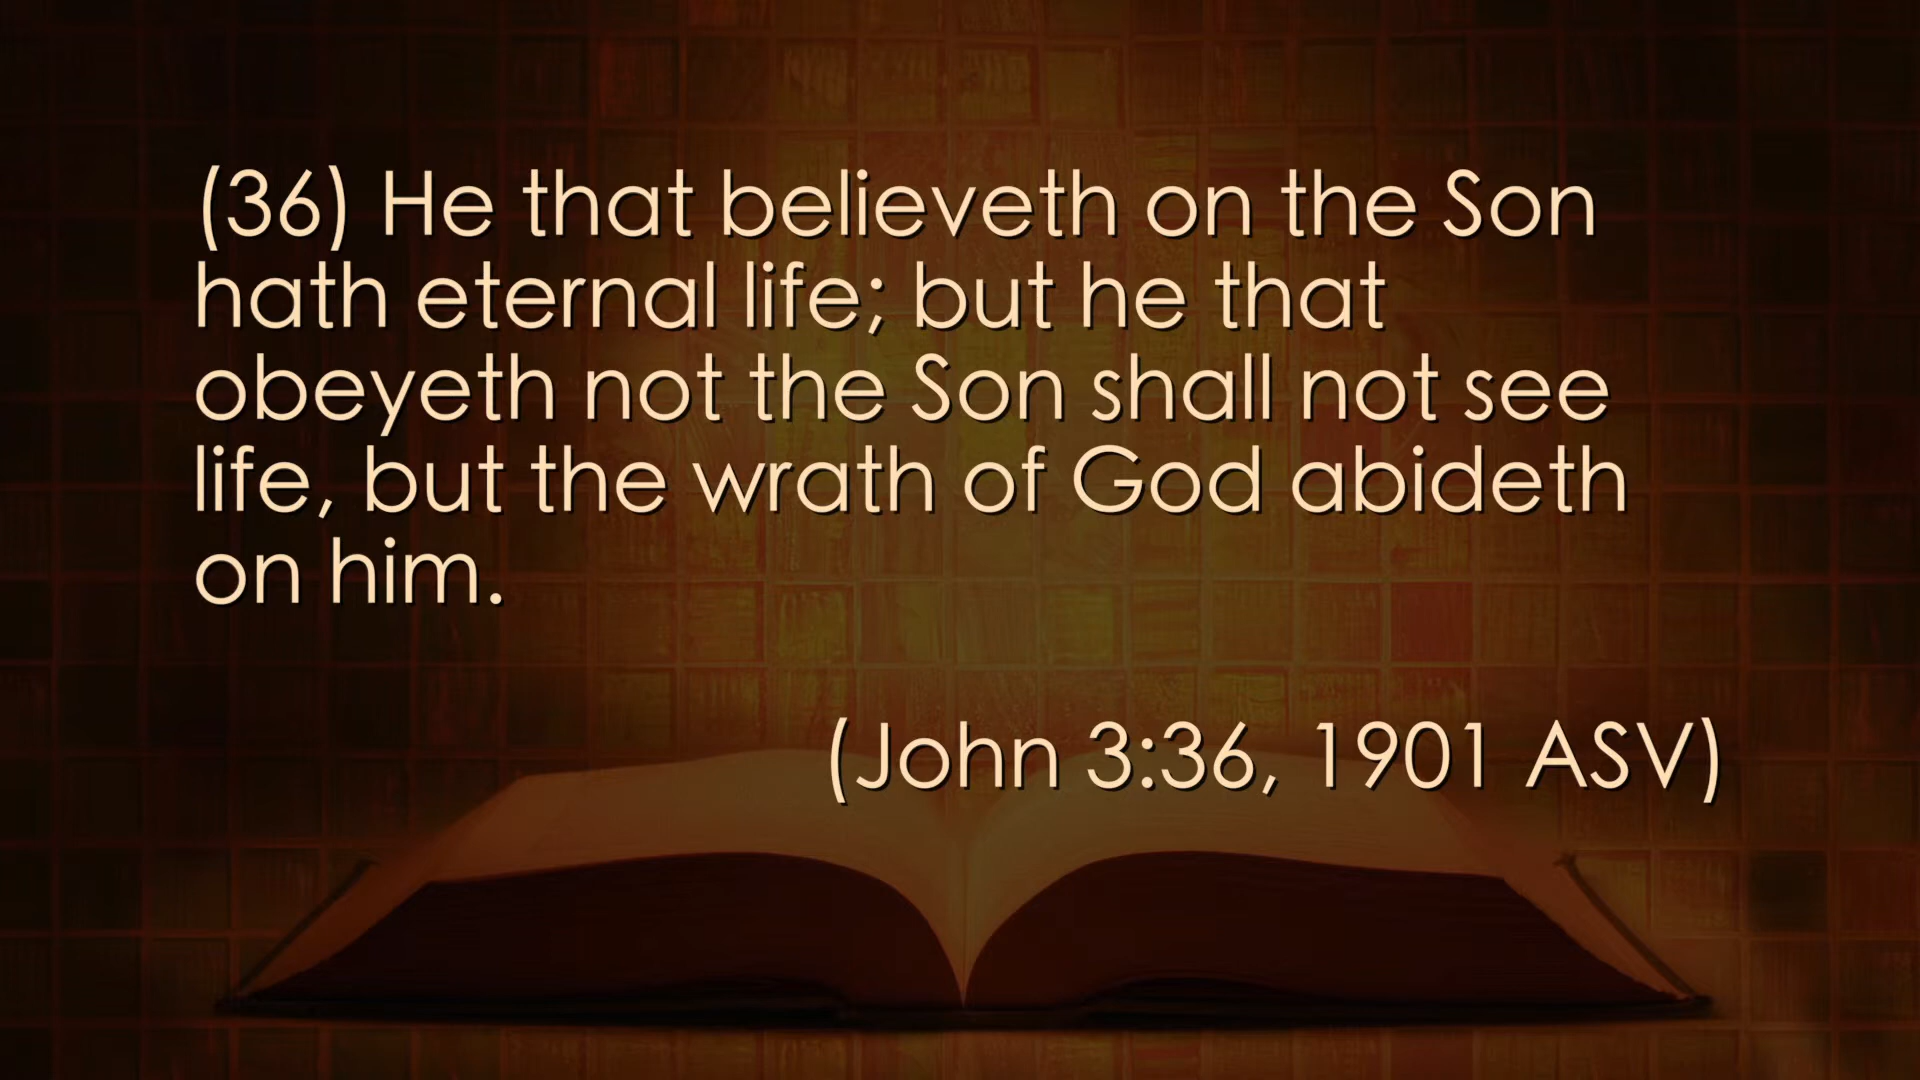 (36) He that believeth on the Son
hath eternal life; but he that
obeyeth not the Son shall not see
life, but the wrath of God abideth
on him.
(John 3:36, 1901 ASV)